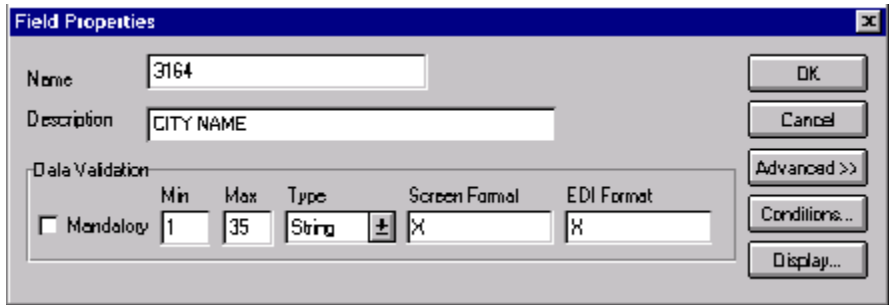 Field Properties
Name 3164 OK
Description CITY NAME Cancel
Data Validation Advanced >>
Min Max Type Screen Format EDI Format
Mandatory 1 35 String X X Conditions...
Display...